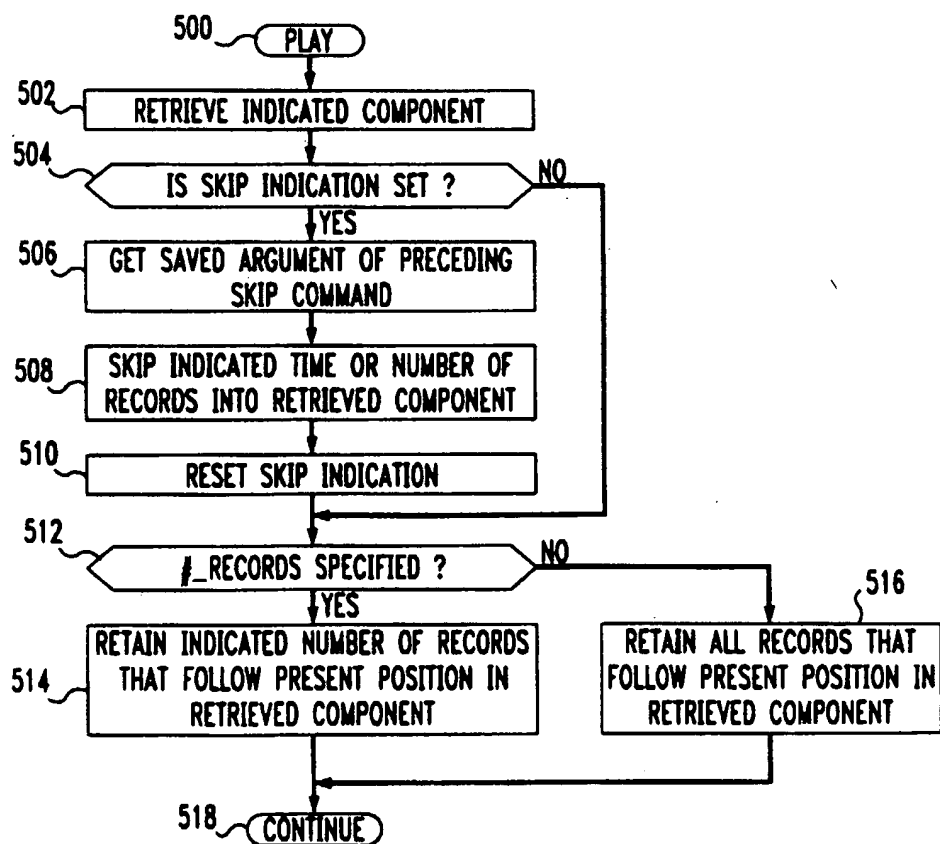 500
PLAY
502
RETRIEVE INDICATED COMPONENT
504
IS SKIP INDICATION SET ?
NO
YES
506
GET SAVED ARGUMENT OF PRECEDING
SKIP COMMAND
508
SKIP INDICATED TIME OR NUMBER OF
RECORDS INTO RETRIEVED COMPONENT
510
RESET SKIP INDICATION
512
#_RECORDS SPECIFIED ?
NO
YES
514
RETAIN INDICATED NUMBER OF RECORDS
THAT FOLLOW PRESENT POSITION IN
RETRIEVED COMPONENT
516
RETAIN ALL RECORDS THAT
FOLLOW PRESENT POSITION IN
RETRIEVED COMPONENT
518
CONTINUE